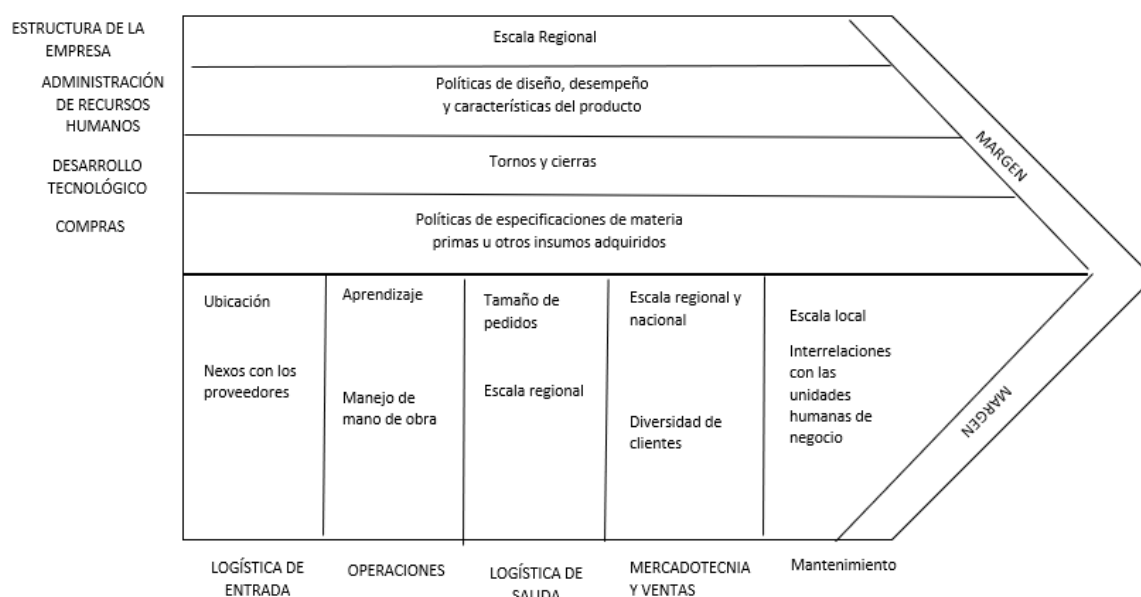 ESTRUCTURA DE LA
EMPRESA
Escala Regional
ADMINISTRACIÓN
DE RECURSOS
HUMANOS
Políticas de diseño, desempeño
y características del producto
DESARROLLO
TECNOLÓGICO
Tornos y cierras
COMPRAS
Políticas de especificaciones de materia
primas u otros insumos adquiridos
MARGEN
Ubicación
Nexos con los
proveedores
Aprendizaje
Manejo de
mano de obra
Tamaño de
pedidos
Escala regional
Escala regional y
nacional
Diversidad de
clientes
Escala local
Interrelaciones
con las
unidades
humanas de
negocio
MARGEN
LOGÍSTICA DE
ENTRADA
OPERACIONES
LOGÍSTICA DE
SALIDA
MERCADOTECNIA
Y VENTAS
Mantenimiento